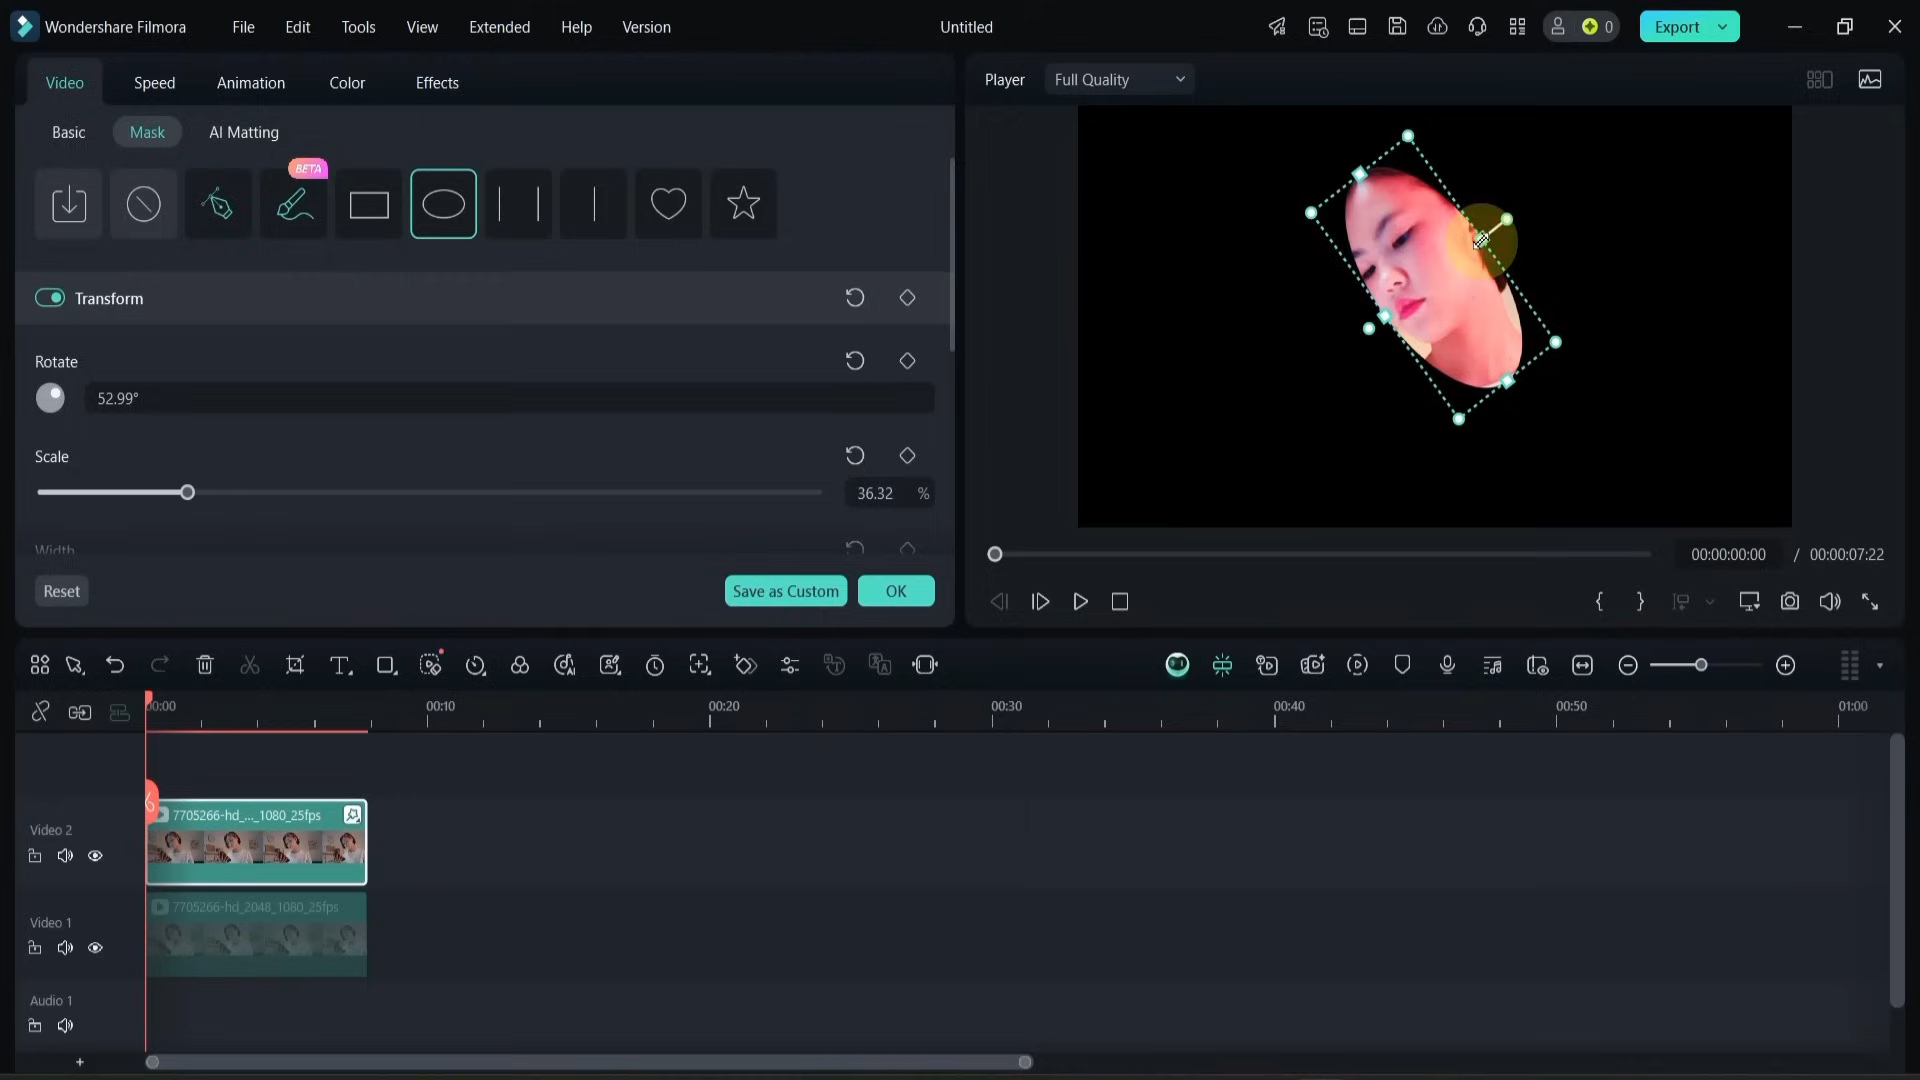 Wondershare Filmora File Edit Tools View Extended Help Version Untitled 0 Export
Video Speed Animation Color Effects Player Full Quality
Basic Mask AI Matting
BETA
Transform
Rotate
52.99°
Scale
36.32 %
Width
00:00:00:00 / 00:00:07:22
Reset Save as Custom OK
00:00 00:10 00:20 00:30 00:40 00:50 01:00
7705266-hd_..._1080_25fps
Video 2
7705266-hd_2048_1080_25fps
Video 1
Audio 1